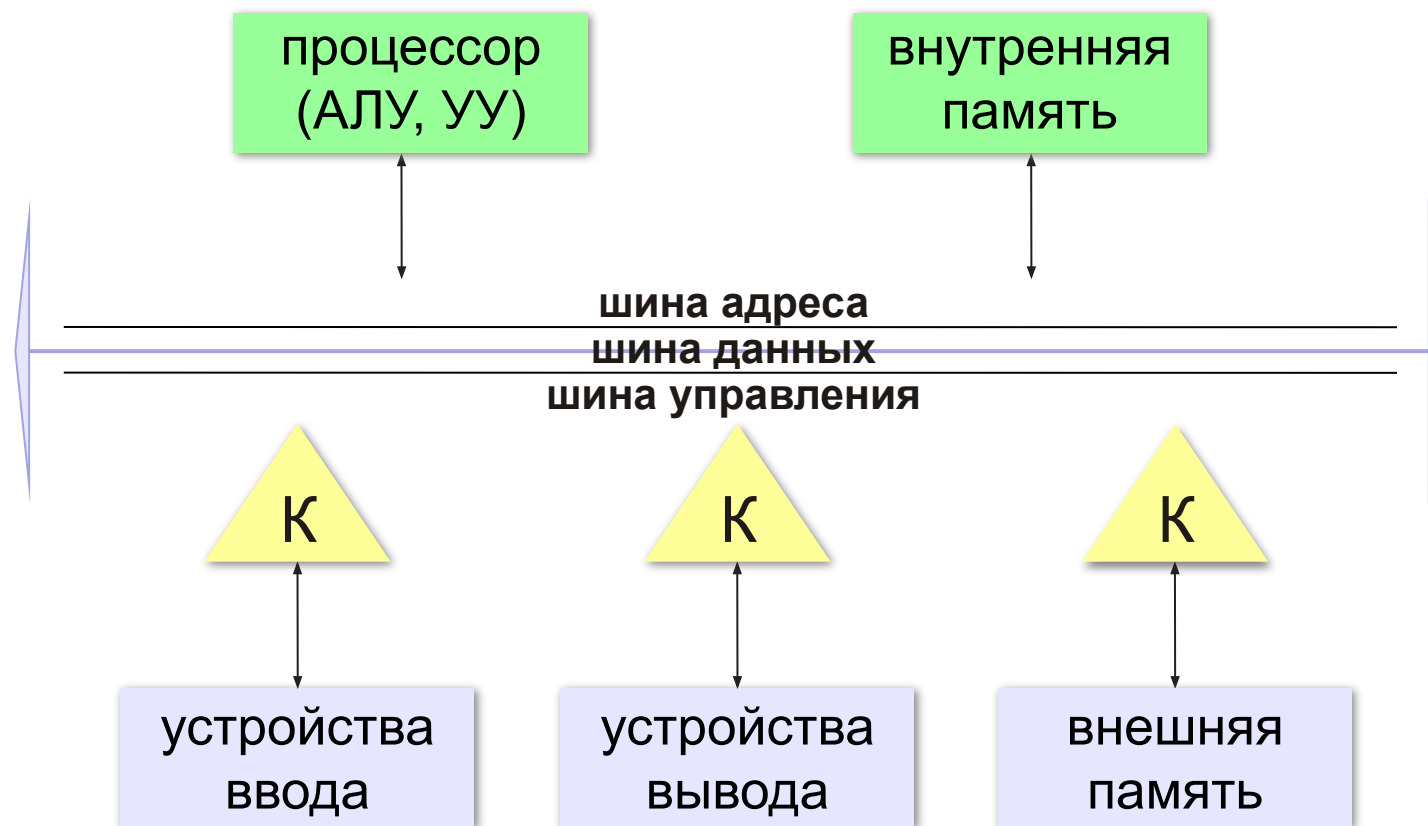 процессор
(АЛУ, УУ)
внутренняя
память
шина адреса
шина данных
шина управления
К
К
К
устройства
ввода
устройства
вывода
внешняя
память